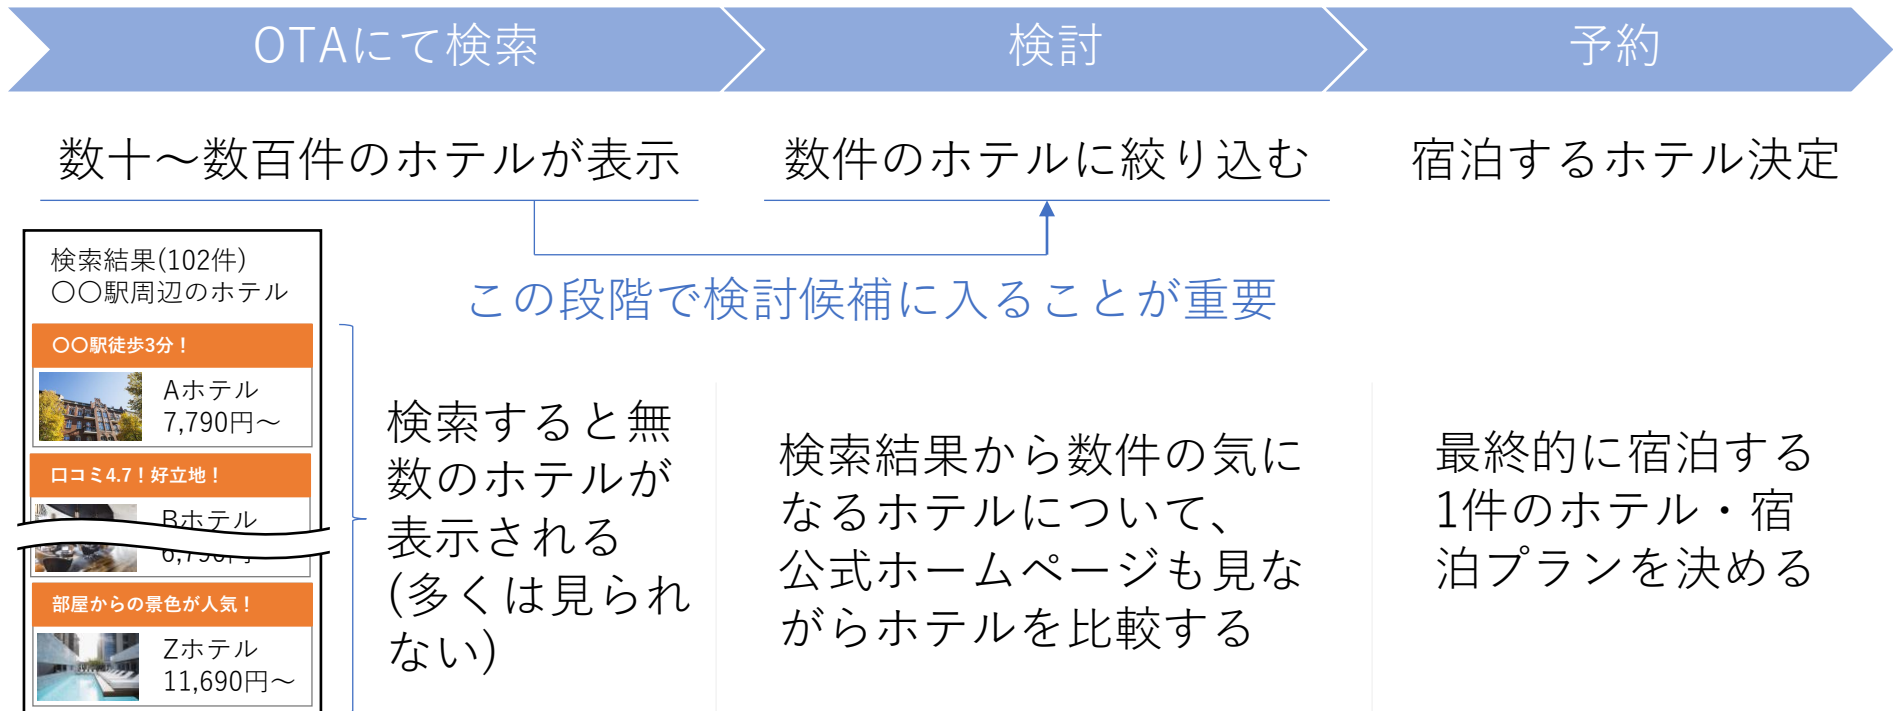 OTAにて検索
検討
予約
数十～数百件のホテルが表示
数件のホテルに絞り込む
宿泊するホテル決定
この段階で検討候補に入ることが重要
検索結果(102件)
〇〇駅周辺のホテル
〇〇駅徒歩3分！
Aホテル
7,790円～
口コミ4.7！好立地！
Bホテル
部屋からの景色が人気！
Zホテル
11,690円～
検索すると無
数のホテルが
表示される
(多くは見られ
ない)
検索結果から数件の気に
なるホテルについて、
公式ホームページも見な
がらホテルを比較する
最終的に宿泊する
1件のホテル・宿
泊プランを決める